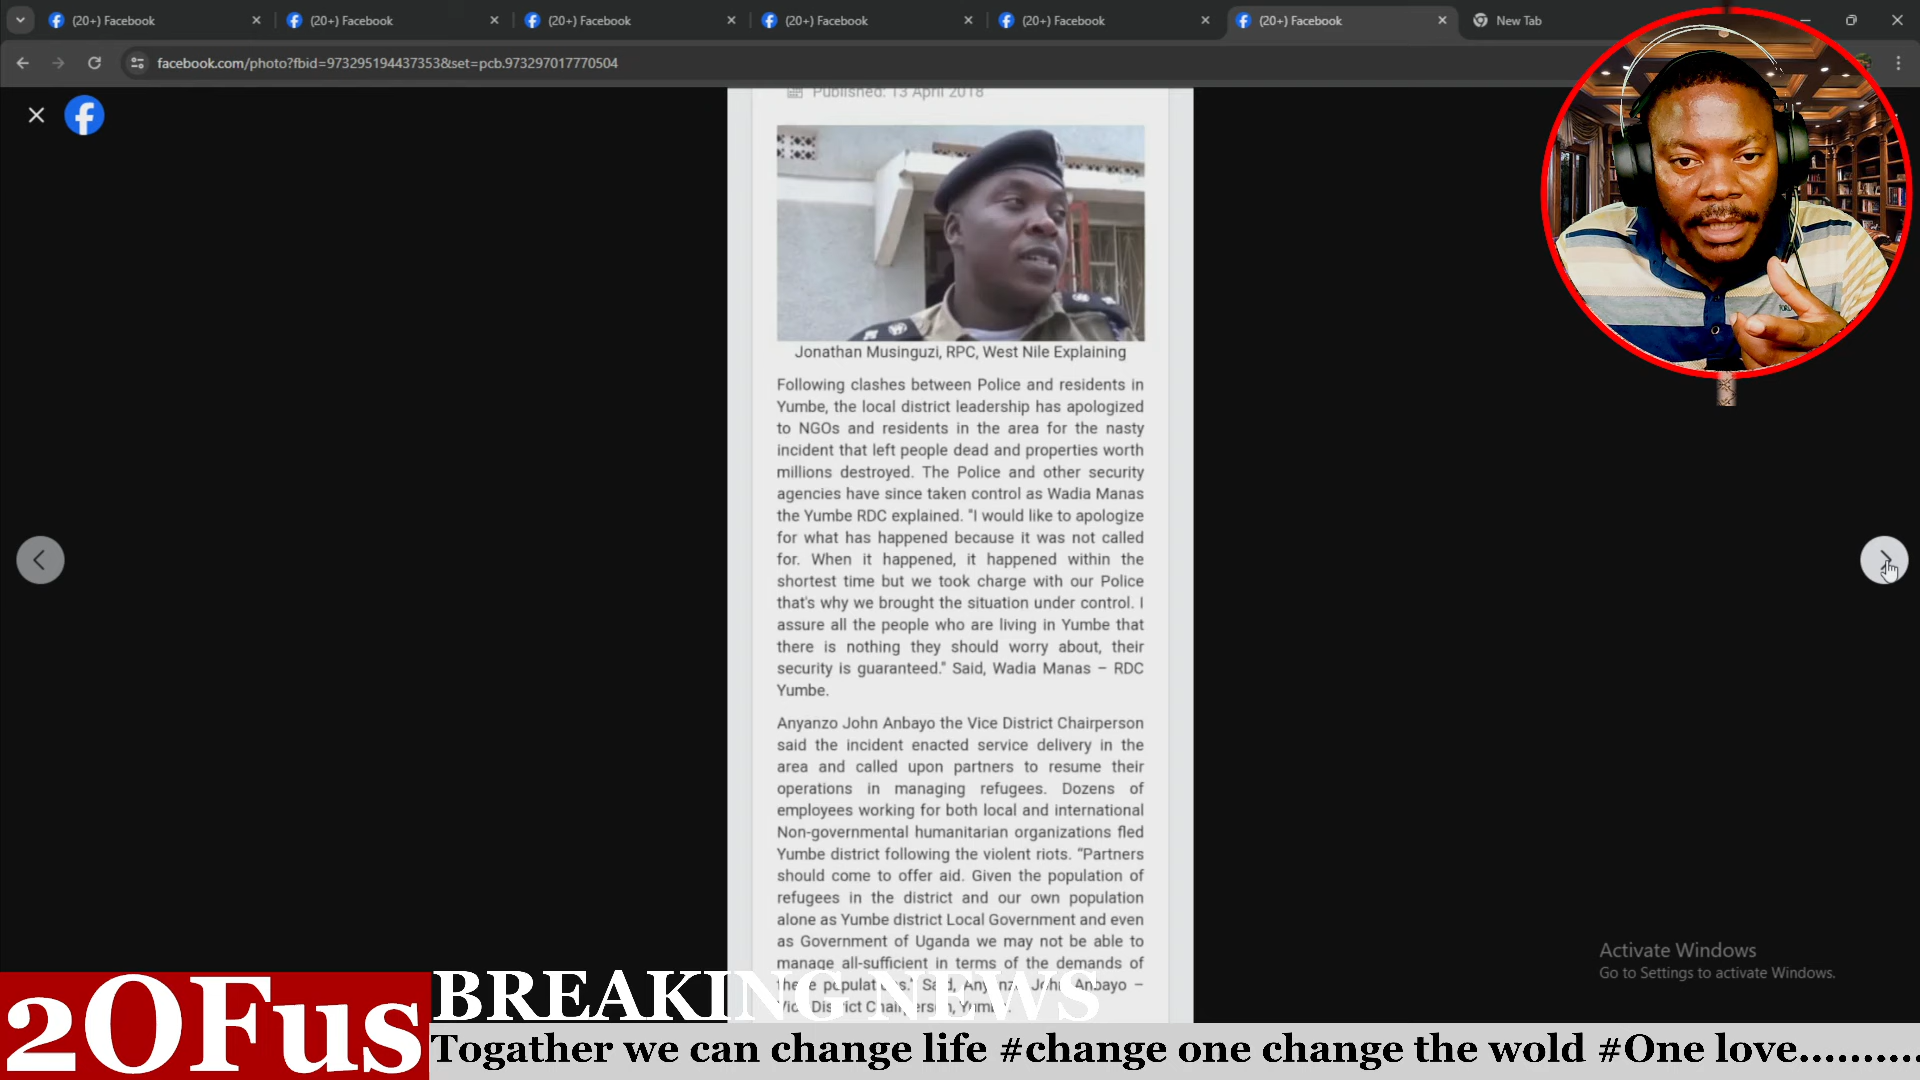 (20+) Facebook
(20+) Facebook
(20+) Facebook
(20+) Facebook
(20+) Facebook
(20+) Facebook
New Tab
facebook.com/photo?fbid=973295194437353&set=pcb.973297017770504
Published: 13 April 2018
Jonathan Musinguzi, RPC, West Nile Explaining
Following clashes between Police and residents in
Yumbe, the local district leadership has apologized
to NGOs and residents in the area for the nasty
incident that left people dead and properties worth
millions destroyed. The Police and other security
agencies have since taken control as Wadia Manas
the Yumbe RDC explained. "I would like to apologize
for what has happened because it was not called
for. When it happened, it happened within the
shortest time but we took charge with our Police
that's why we brought the situation under control. I
assure all the people who are living in Yumbe that
there is nothing they should worry about, their
security is guaranteed." Said, Wadia Manas – RDC
Yumbe.
Anyanzo John Anbayo the Vice District Chairperson
said the incident enacted service delivery in the
area and called upon partners to resume their
operations in managing refugees. Dozens of
employees working for both local and international
Non-governmental humanitarian organizations fled
Yumbe district following the violent riots. "Partners
should come to offer aid. Given the population of
refugees in the district and our own population
alone as Yumbe district Local Government and even
as Government of Uganda we may not be able to
manage all-sufficient in terms of the demands of
Anbayo –
Vice District
Activate Windows
Go to Settings to activate Windows.
2OFus
BREAKING NEWS
Togather we can change life #change one change the wold #One love..........